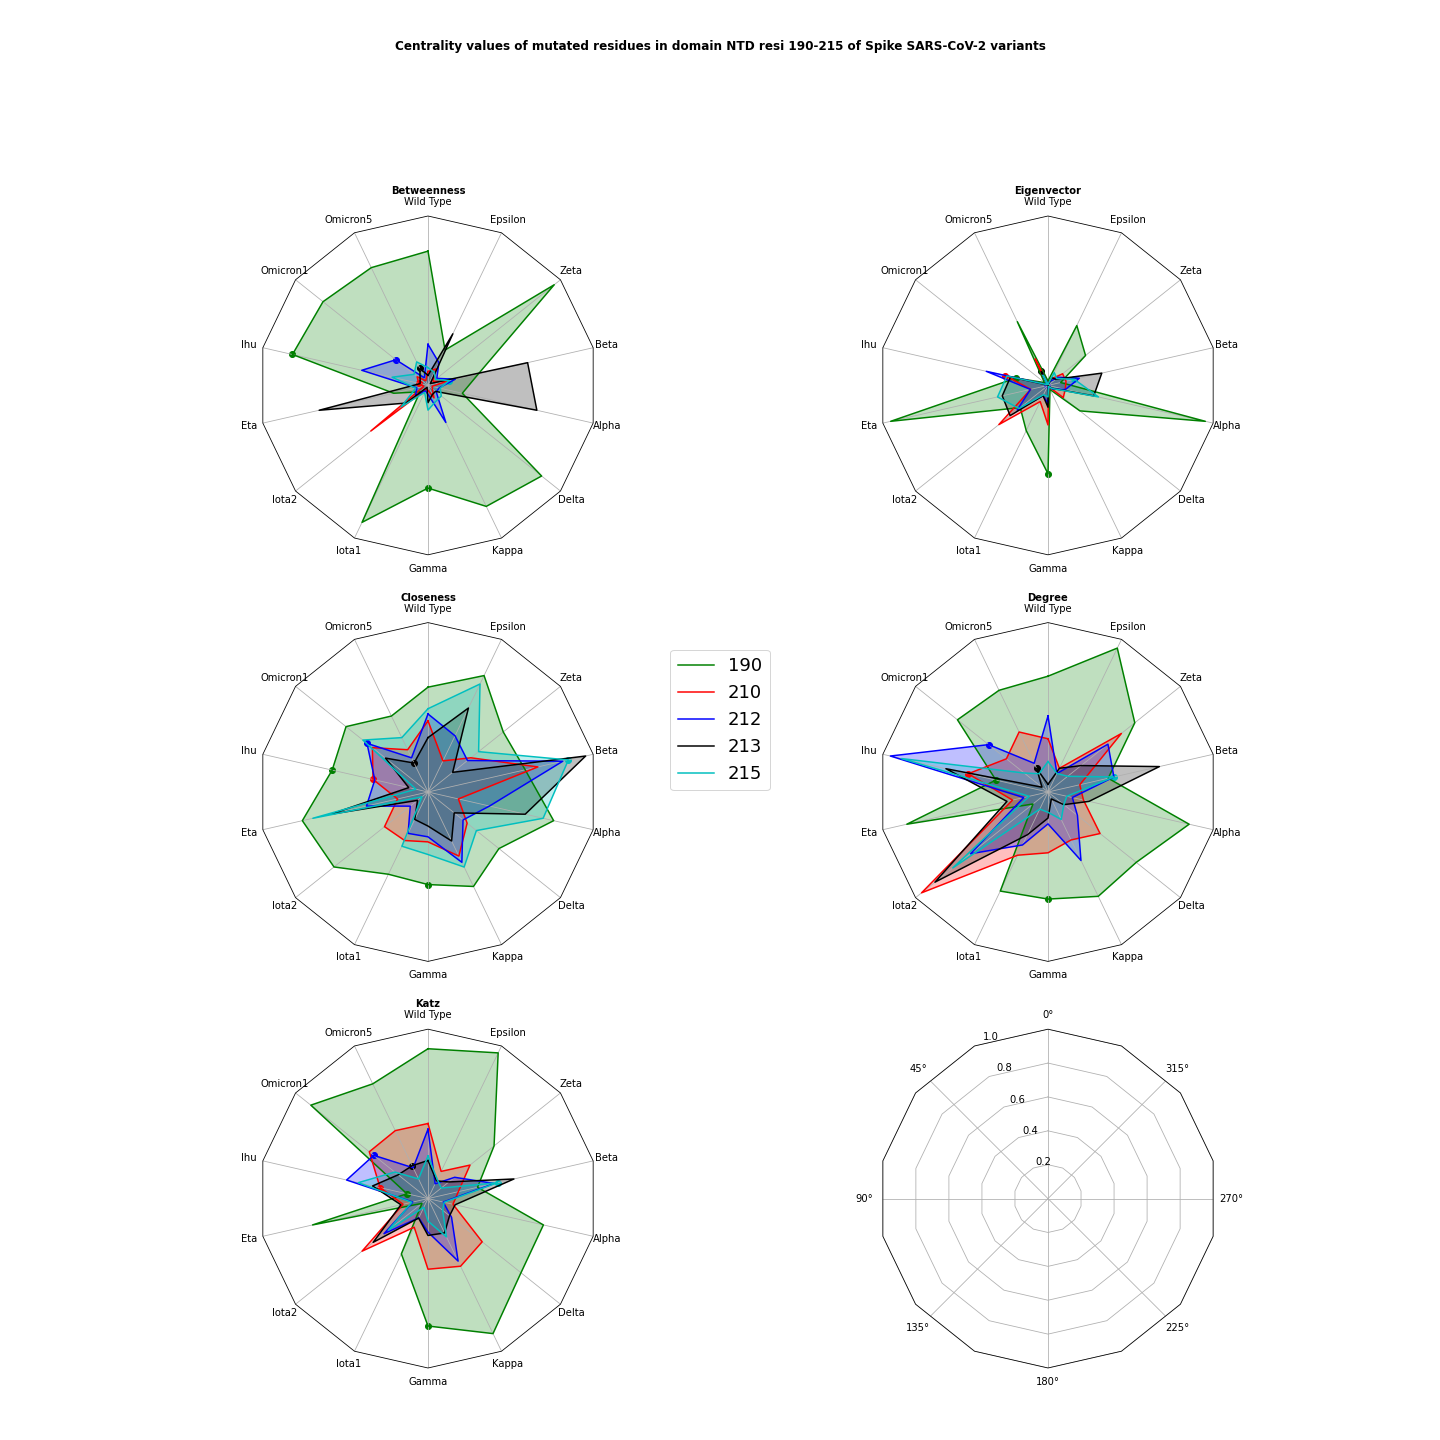 Centrality values of mutated residues in domain NTD resi 190-215 of Spike SARS-CoV-2 variants
Betweenness
Wild Type
Omicron5
Omicron1
Ihu
Eta
Iota2
Iota1
Gamma
Kappa
Delta
Alpha
Beta
Zeta
Epsilon
Eigenvector
Wild Type
Omicron5
Omicron1
Ihu
Eta
Iota2
Iota1
Gamma
Kappa
Delta
Alpha
Beta
Zeta
Epsilon
Closeness
Wild Type
Omicron5
Omicron1
Ihu
Eta
Iota2
Iota1
Gamma
Kappa
Delta
Alpha
Beta
Zeta
Epsilon
190
210
212
213
215
Degree
Wild Type
Omicron5
Omicron1
Ihu
Eta
Iota2
Iota1
Gamma
Kappa
Delta
Alpha
Beta
Zeta
Epsilon
Katz
Wild Type
Omicron5
Omicron1
Ihu
Eta
Iota2
Iota1
Gamma
Kappa
Delta
Alpha
Beta
Zeta
Epsilon
0°
45°
90°
135°
180°
225°
270°
315°
1.0
0.8
0.6
0.4
0.2